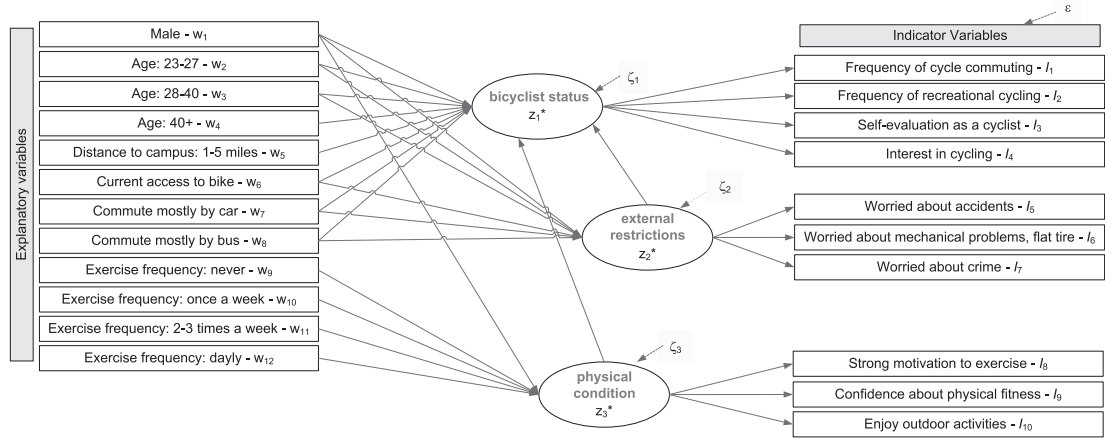 Explanatory variables
Male - w1
Age: 23-27 - w2
Age: 28-40 - w3
Age: 40+ - w4
Distance to campus: 1-5 miles - w5
Current access to bike - w6
Commute mostly by car - w7
Commute mostly by bus - w8
Exercise frequency: never - w9
Exercise frequency: once a week - w10
Exercise frequency: 2-3 times a week - w11
Exercise frequency: dayly - w12
ζ1
bicyclist status
z1*
ζ2
external
restrictions
z2*
ζ3
physical
condition
z3*
ε
Indicator Variables
Frequency of cycle commuting - I1
Frequency of recreational cycling - I2
Self-evaluation as a cyclist - I3
Interest in cycling - I4
Worried about accidents - I5
Worried about mechanical problems, flat tire - I6
Worried about crime - I7
Strong motivation to exercise - I8
Confidence about physical fitness - I9
Enjoy outdoor activities - I10